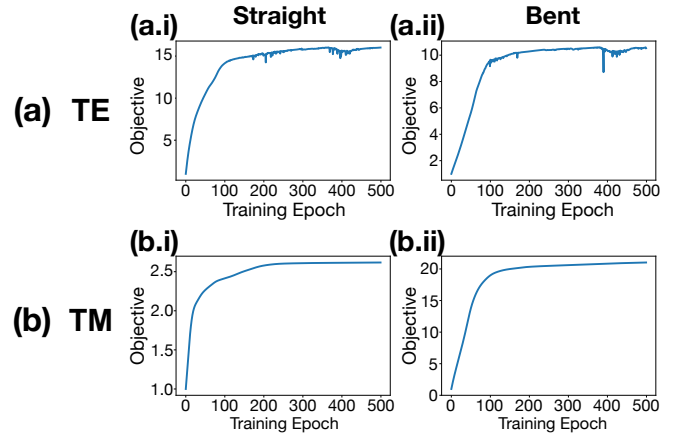 Straight
Bent
(a) TE
(a.i)
Objective
15
10
5
0 100 200 300 400 500
Training Epoch
(a.ii)
Objective
10
8
6
4
2
0 100 200 300 400 500
Training Epoch
(b) TM
(b.i)
Objective
2.5
2.0
1.5
1.0
0 100 200 300 400 500
Training Epoch
(b.ii)
Objective
20
15
10
5
0
0 100 200 300 400 500
Training Epoch